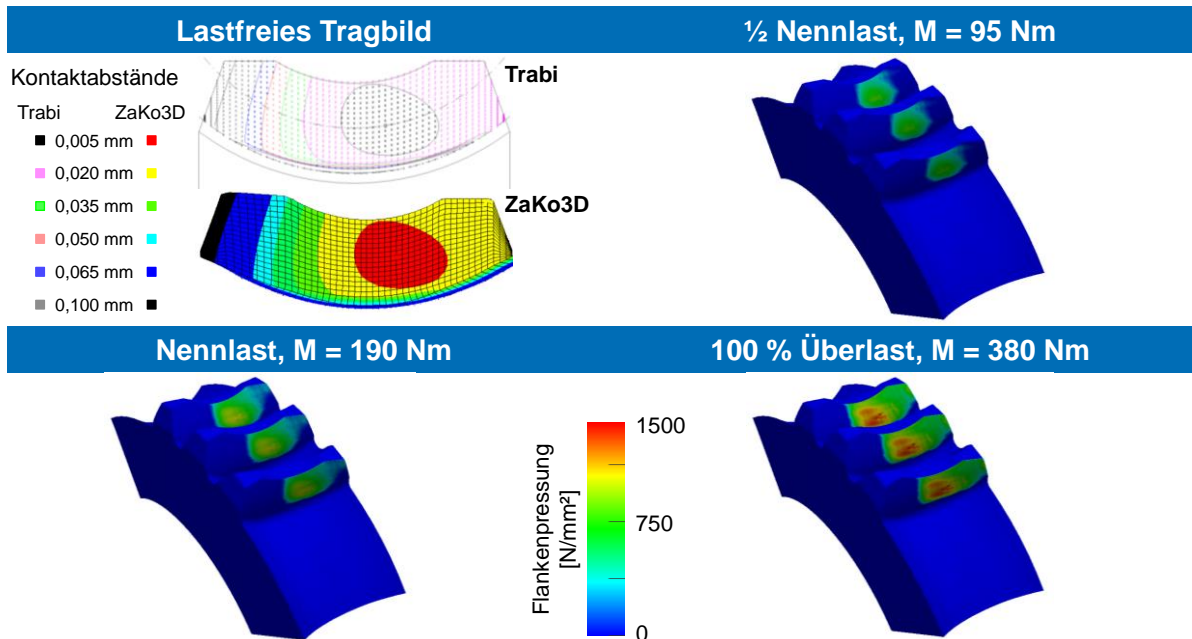 Lastfreies Tragbild
½ Nennlast, M = 95 Nm
Kontaktabstände
Trabi ZaKo3D
0,005 mm
0,020 mm
0,035 mm
0,050 mm
0,065 mm
0,100 mm
Trabi
ZaKo3D
Nennlast, M = 190 Nm
100 % Überlast, M = 380 Nm
Flankenpressung
[N/mm²]
1500
750
0